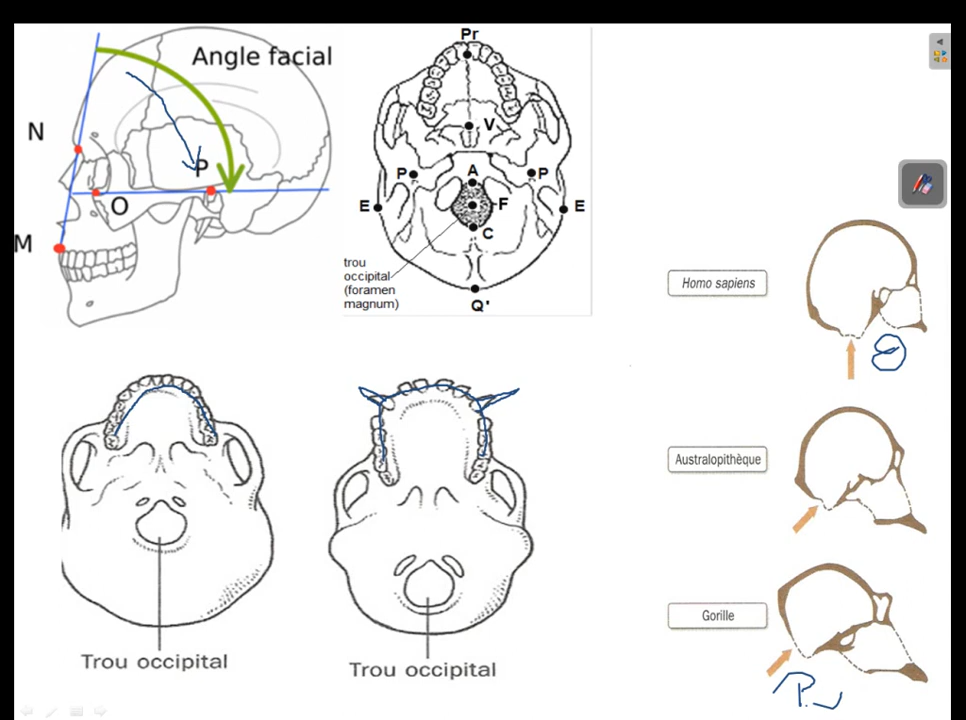 Angle facial
N
P
O
M
Pr
V
P
A
P
E
F
E
C
trou
occipital
(foramen
magnum)
Q'
Homo sapiens
Australopithèque
Gorille
Trou occipital
Trou occipital